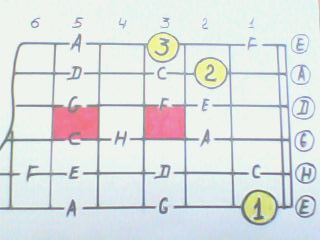 6 5 4 3 2 1
A 3 F E
D C 2 A
G F E D
C H A G
F E D C H
A G 1 E